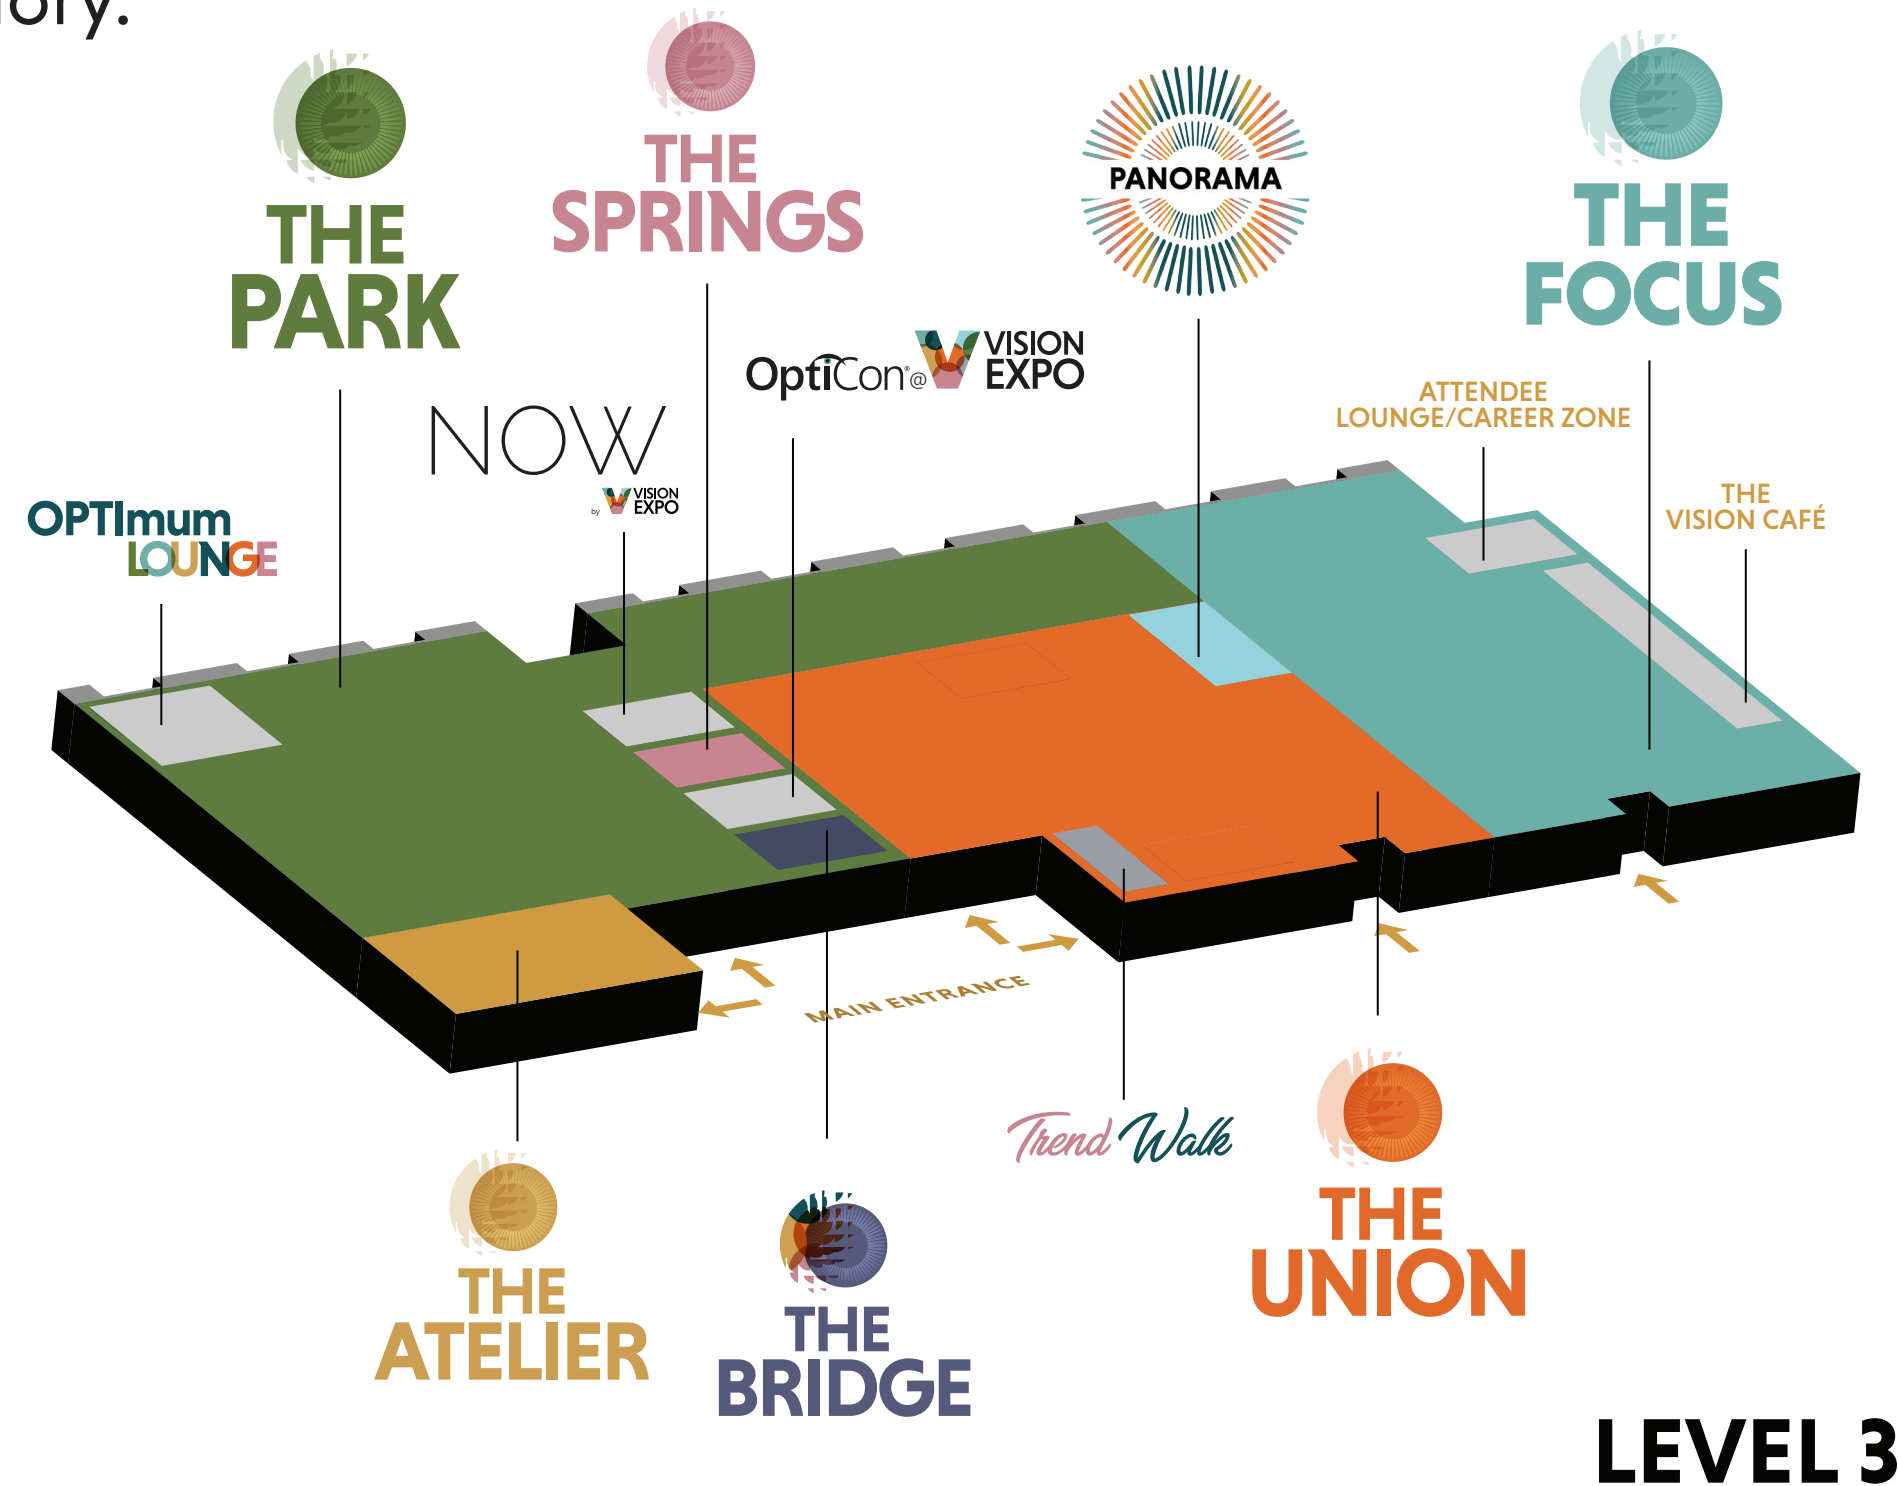 ory.
THE
SPRINGS
THE
PARK
PANORAMA
THE
FOCUS
OptiCon® @ VISION
EXPO
NOW
by VISION
EXPO
ATTENDEE
LOUNGE/CAREER ZONE
OPTImum
LOUNGE
THE
VISION CAFÉ
MAIN ENTRANCE
Trend Walk
THE
ATELIER
THE
BRIDGE
THE
UNION
LEVEL 3